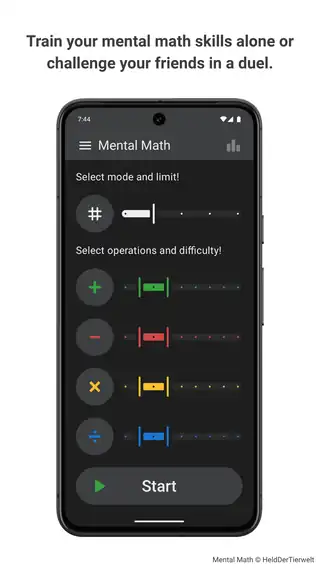 Train your mental math skills alone or
challenge your friends in a duel.
7:44
Mental Math
Select mode and limit!
#
Select operations and difficulty!
+
−
×
÷
Start
Mental Math © HeldDerTierwelt